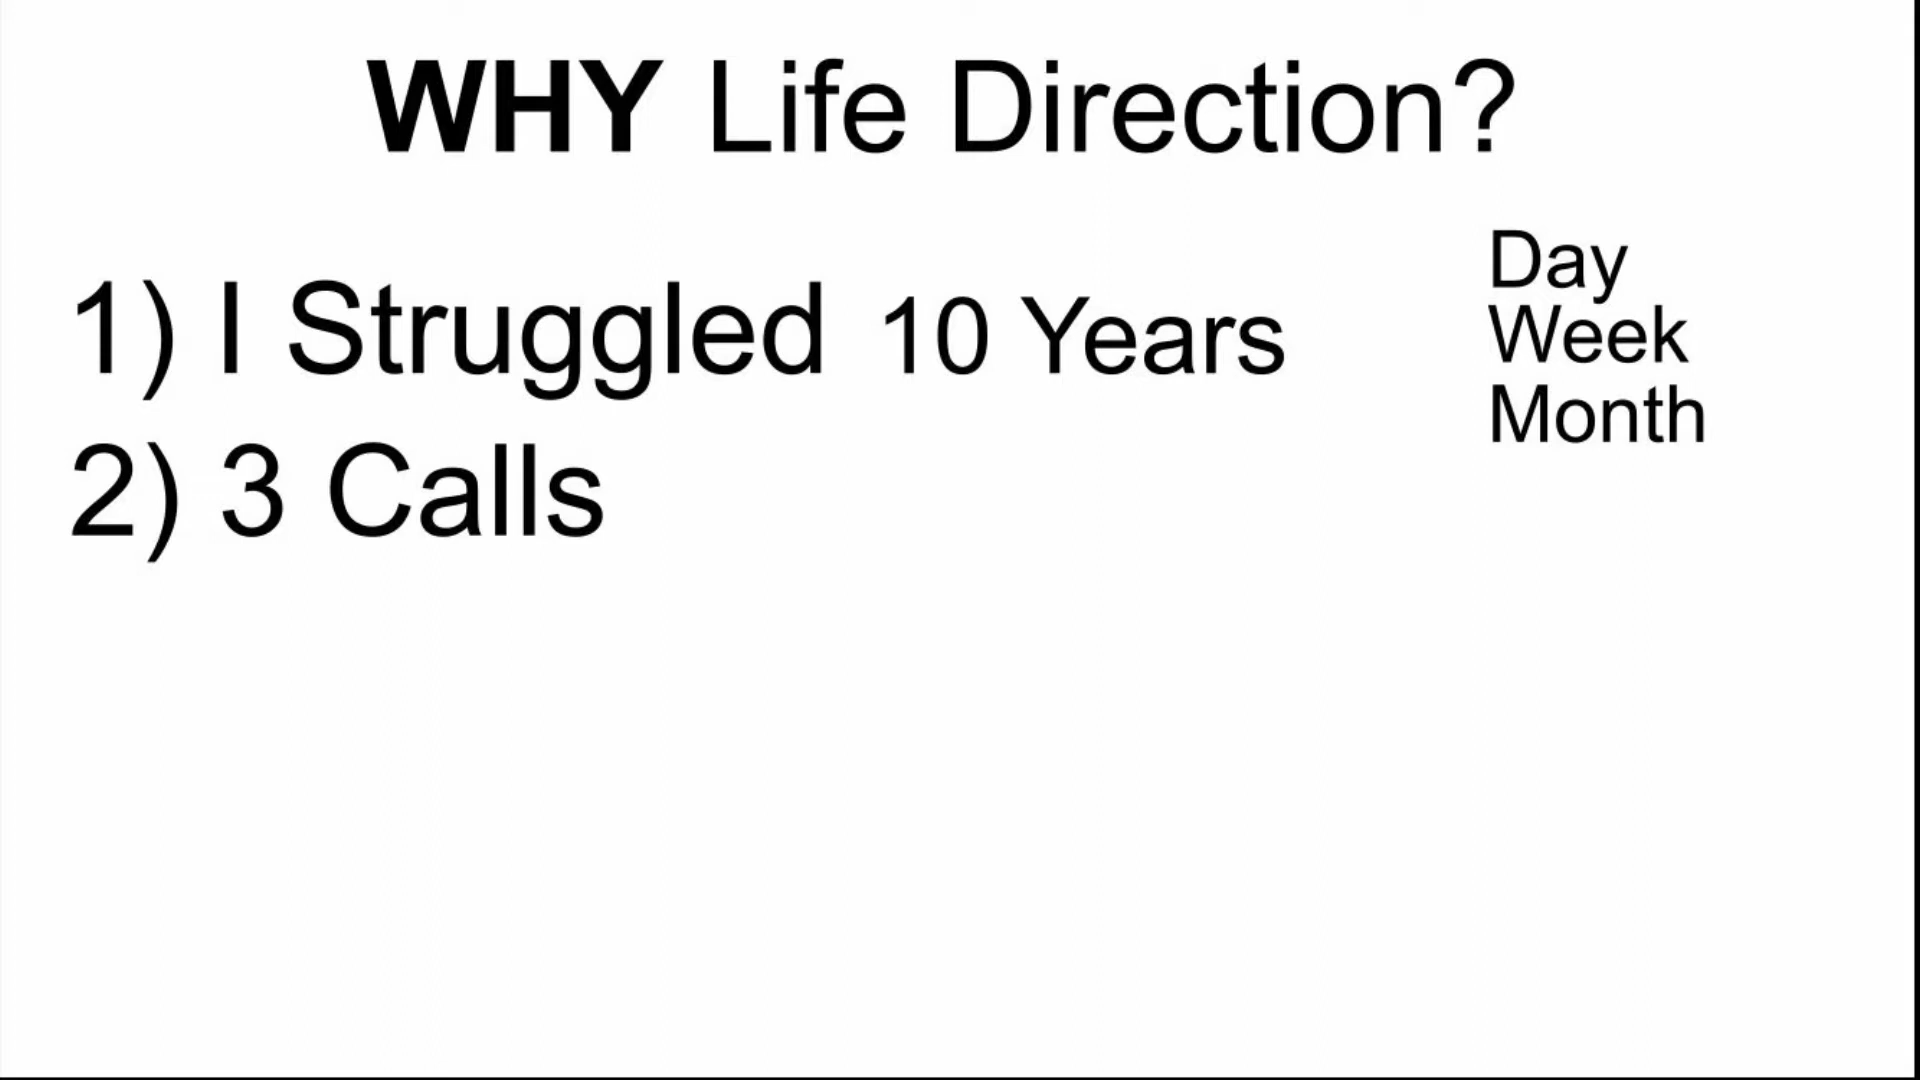 WHY Life Direction?
1) I Struggled 10 Years
2) 3 Calls
Day
Week
Month